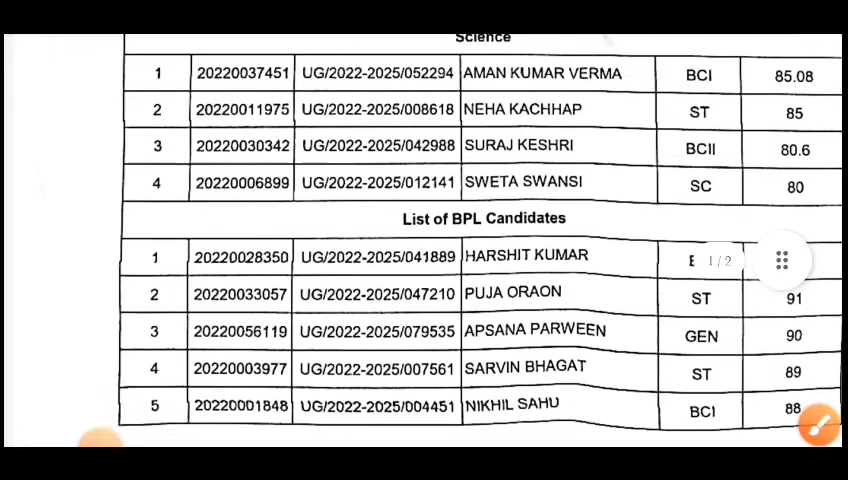 Science
1 20220037451 UG/2022-2025/052294 AMAN KUMAR VERMA BCI 85.08
2 20220011975 UG/2022-2025/008618 NEHA KACHHAP ST 85
3 20220030342 UG/2022-2025/042988 SURAJ KESHRI BCII 80.6
4 20220006899 UG/2022-2025/012141 SWETA SWANSI SC 80
List of BPL Candidates
1 20220028350 UG/2022-2025/041889 HARSHIT KUMAR 1/2
2 20220033057 UG/2022-2025/047210 PUJA ORAON ST 91
3 20220056119 UG/2022-2025/079535 APSANA PARWEEN GEN 90
4 20220003977 UG/2022-2025/007561 SARVIN BHAGAT ST 89
5 20220001848 UG/2022-2025/004451 NIKHIL SAHU BCI 88